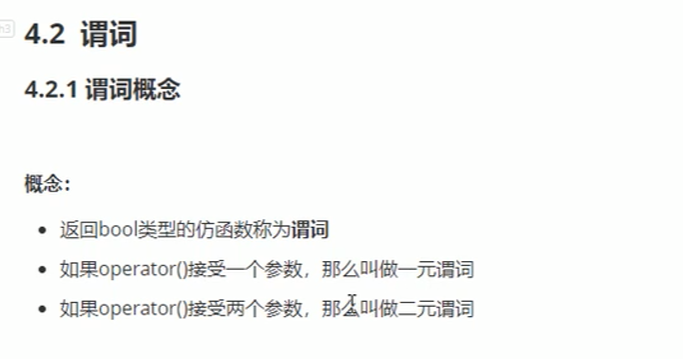 h3
4.2 谓词
4.2.1 谓词概念
概念：
返回bool类型的仿函数称为谓词
如果operator()接受一个参数，那么叫做一元谓词
如果operator()接受两个参数，那么叫做二元谓词